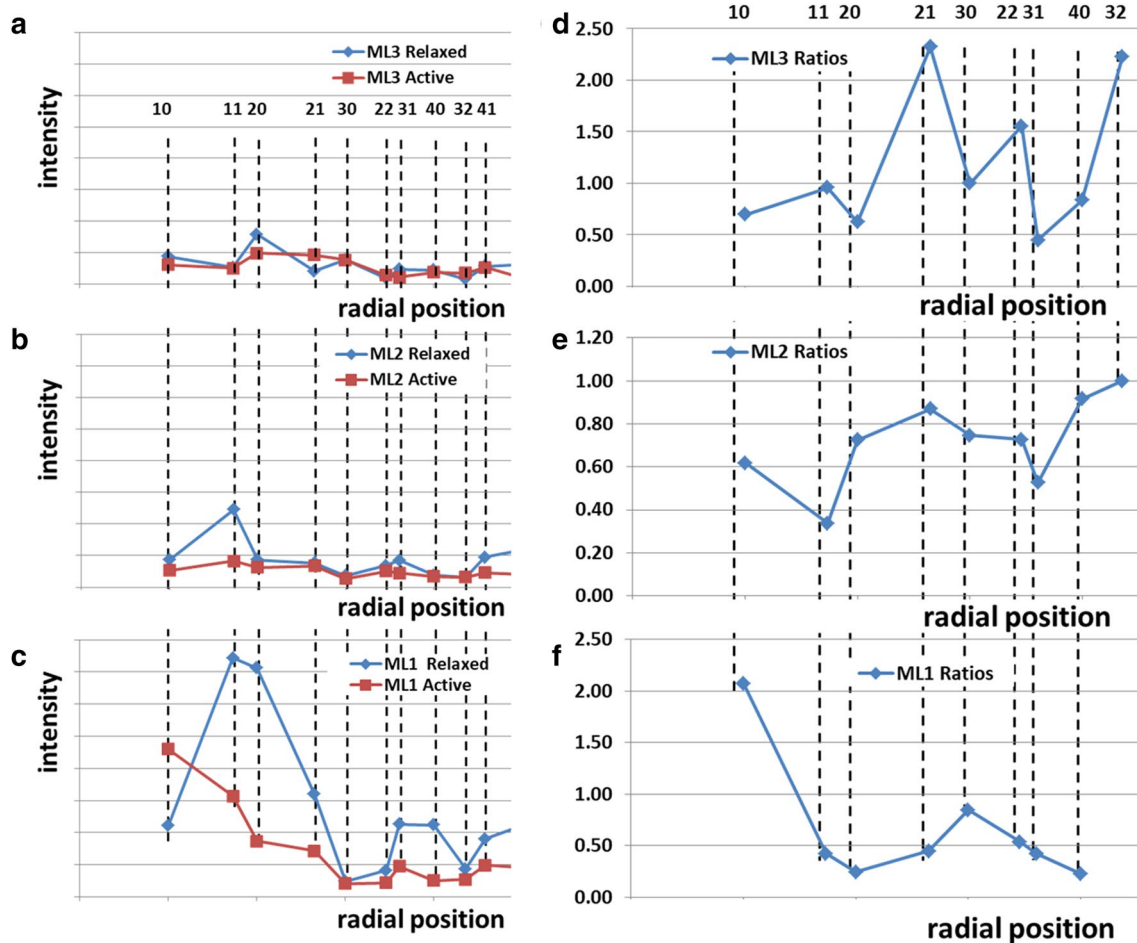 a
ML3 Relaxed
ML3 Active
10 11 20 21 30 22 31 40 32 41
intensity
radial position
b
ML2 Relaxed
ML2 Active
intensity
radial position
c
ML1 Relaxed
ML1 Active
intensity
radial position
d
10 11 20 21 30 22 31 40 32
2.50
2.00
1.50
1.00
0.50
0.00
ML3 Ratios
radial position
e
1.20
1.00
0.80
0.60
0.40
0.20
0.00
ML2 Ratios
radial position
f
2.50
2.00
1.50
1.00
0.50
0.00
ML1 Ratios
radial position